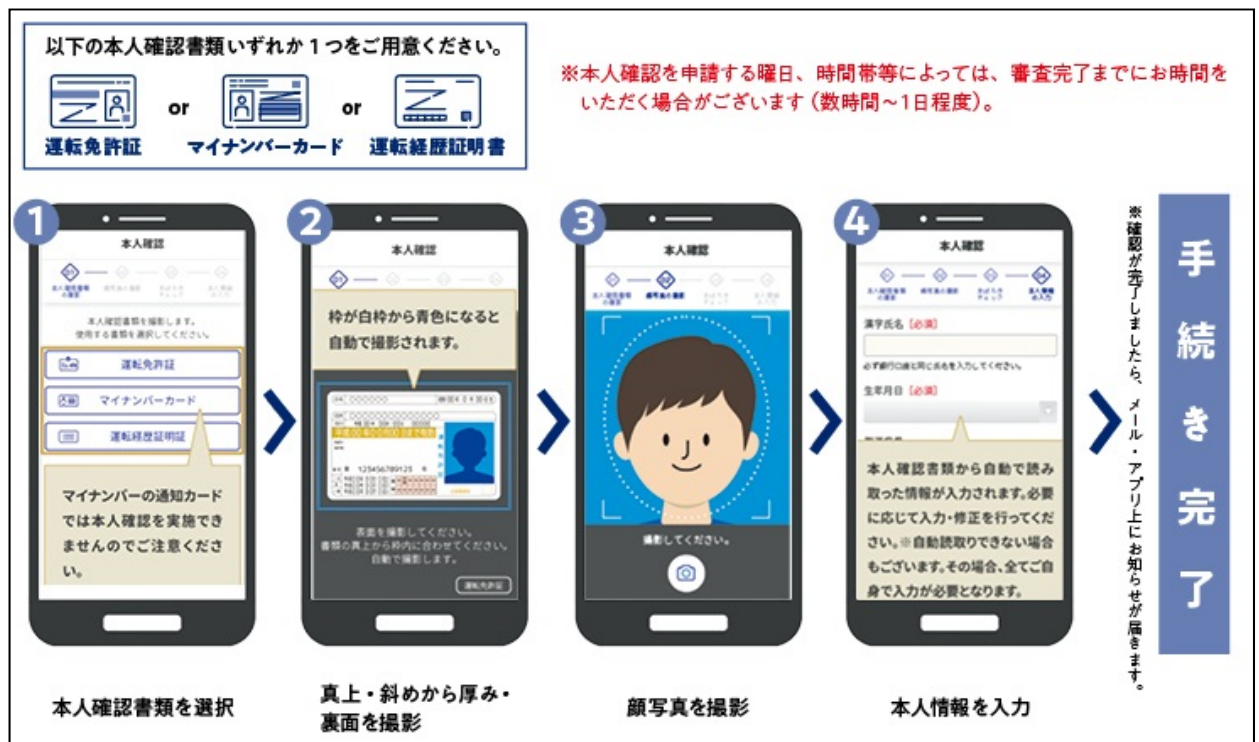 以下の本人確認書類いずれか1つをご用意ください。
運転免許証
or
マイナンバーカード
or
運転経歴証明書
※本人確認を申請する曜日、時間帯等によっては、審査完了までにお時間を
いただく場合がございます(数時間～1日程度)。
1
本人確認
本人確認書類を撮影します。
使用する書類を選択してください。
運転免許証
マイナンバーカード
運転経歴証明証
マイナンバーの通知カード
では本人確認を実施でき
ませんのでご注意くださ
い。
本人確認書類を選択
2
本人確認
枠が白枠から青色になると
自動で撮影されます。
123456789123
表面を撮影してください。
書類の真上から枠内に合わせてください。
自動で撮影します。
運転免許証
真上・斜めから厚み・
裏面を撮影
3
本人確認
撮影してください。
顔写真を撮影
4
本人確認
漢字氏名 [必須]
必ず銀行口座と同じ氏名を入力してください。
生年月日 [必須]
本人確認書類から自動で読み
取った情報が入力されます。必要
に応じて入力・修正を行ってくだ
さい。※自動読取りできない場合
もございます。その場合、全てご自
身で入力が必要となります。
本人情報を入力
※確認が完了しましたら、メール・アプリ上にお知らせが届きます。
手続き完了